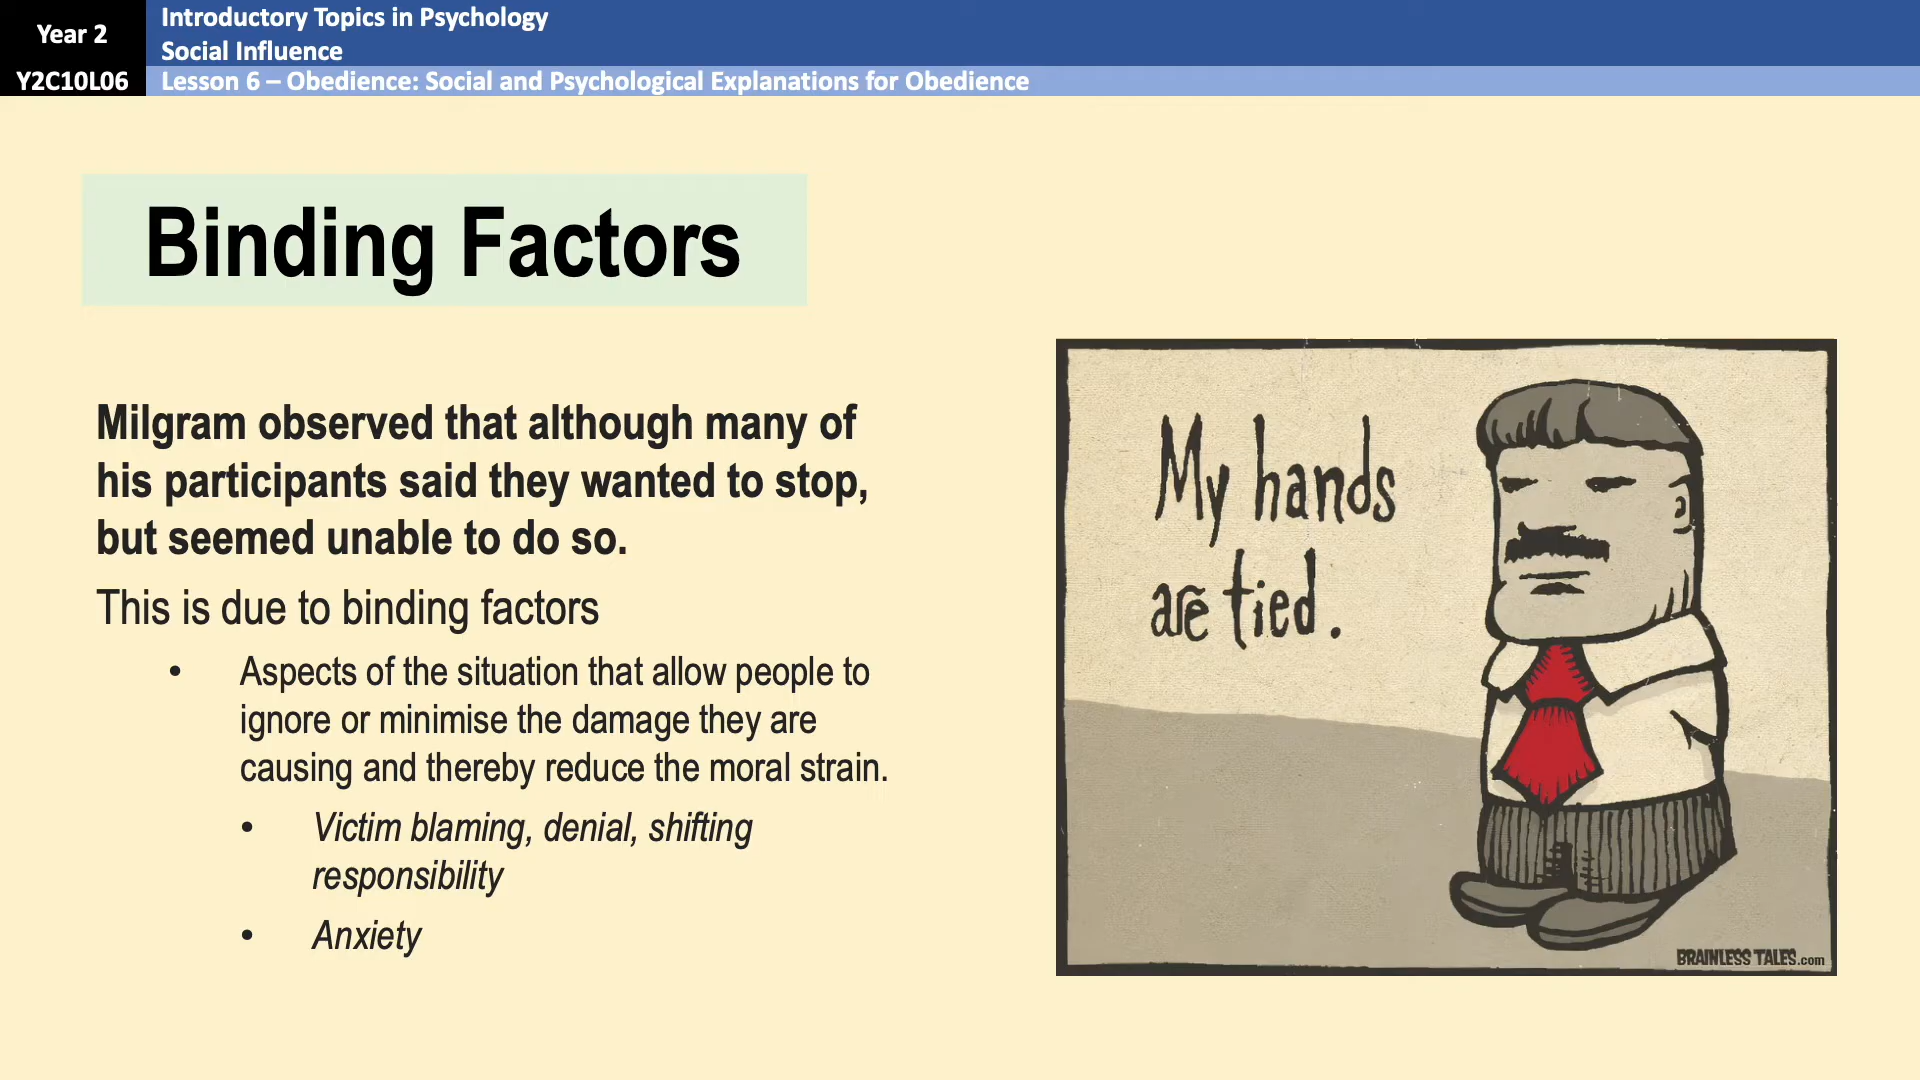 Year 2
Introductory Topics in Psychology
Social Influence
Y2C10L06
Lesson 6 – Obedience: Social and Psychological Explanations for Obedience
Binding Factors
Milgram observed that although many of
his participants said they wanted to stop,
but seemed unable to do so.
This is due to binding factors
• Aspects of the situation that allow people to
ignore or minimise the damage they are
causing and thereby reduce the moral strain.
• Victim blaming, denial, shifting
responsibility
• Anxiety
My hands
are tied.
BRAINLESS TALES.com